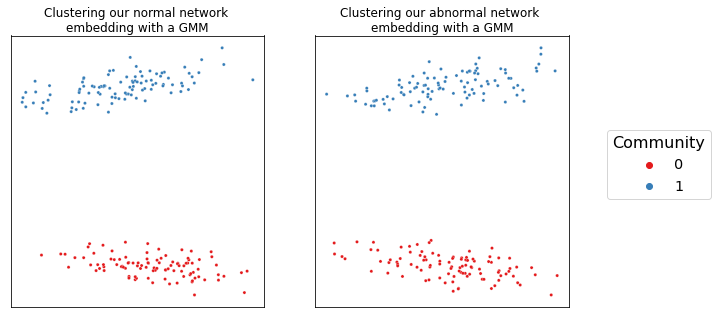 Clustering our normal network
embedding with a GMM
Clustering our abnormal network
embedding with a GMM
Community
0
1